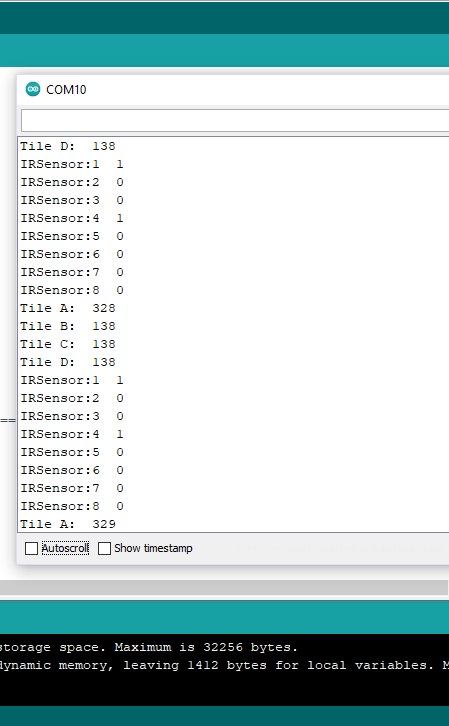 COM10
Tile D:  138
IRSensor:1  1
IRSensor:2  0
IRSensor:3  0
IRSensor:4  1
IRSensor:5  0
IRSensor:6  0
IRSensor:7  0
IRSensor:8  0
Tile A:  328
Tile B:  138
Tile C:  138
Tile D:  138
IRSensor:1  1
IRSensor:2  0
IRSensor:3  0
IRSensor:4  1
IRSensor:5  0
IRSensor:6  0
IRSensor:7  0
IRSensor:8  0
Tile A:  329
==
Autoscroll Show timestamp
storage space. Maximum is 32256 bytes.
dynamic memory, leaving 1412 bytes for local variables. M